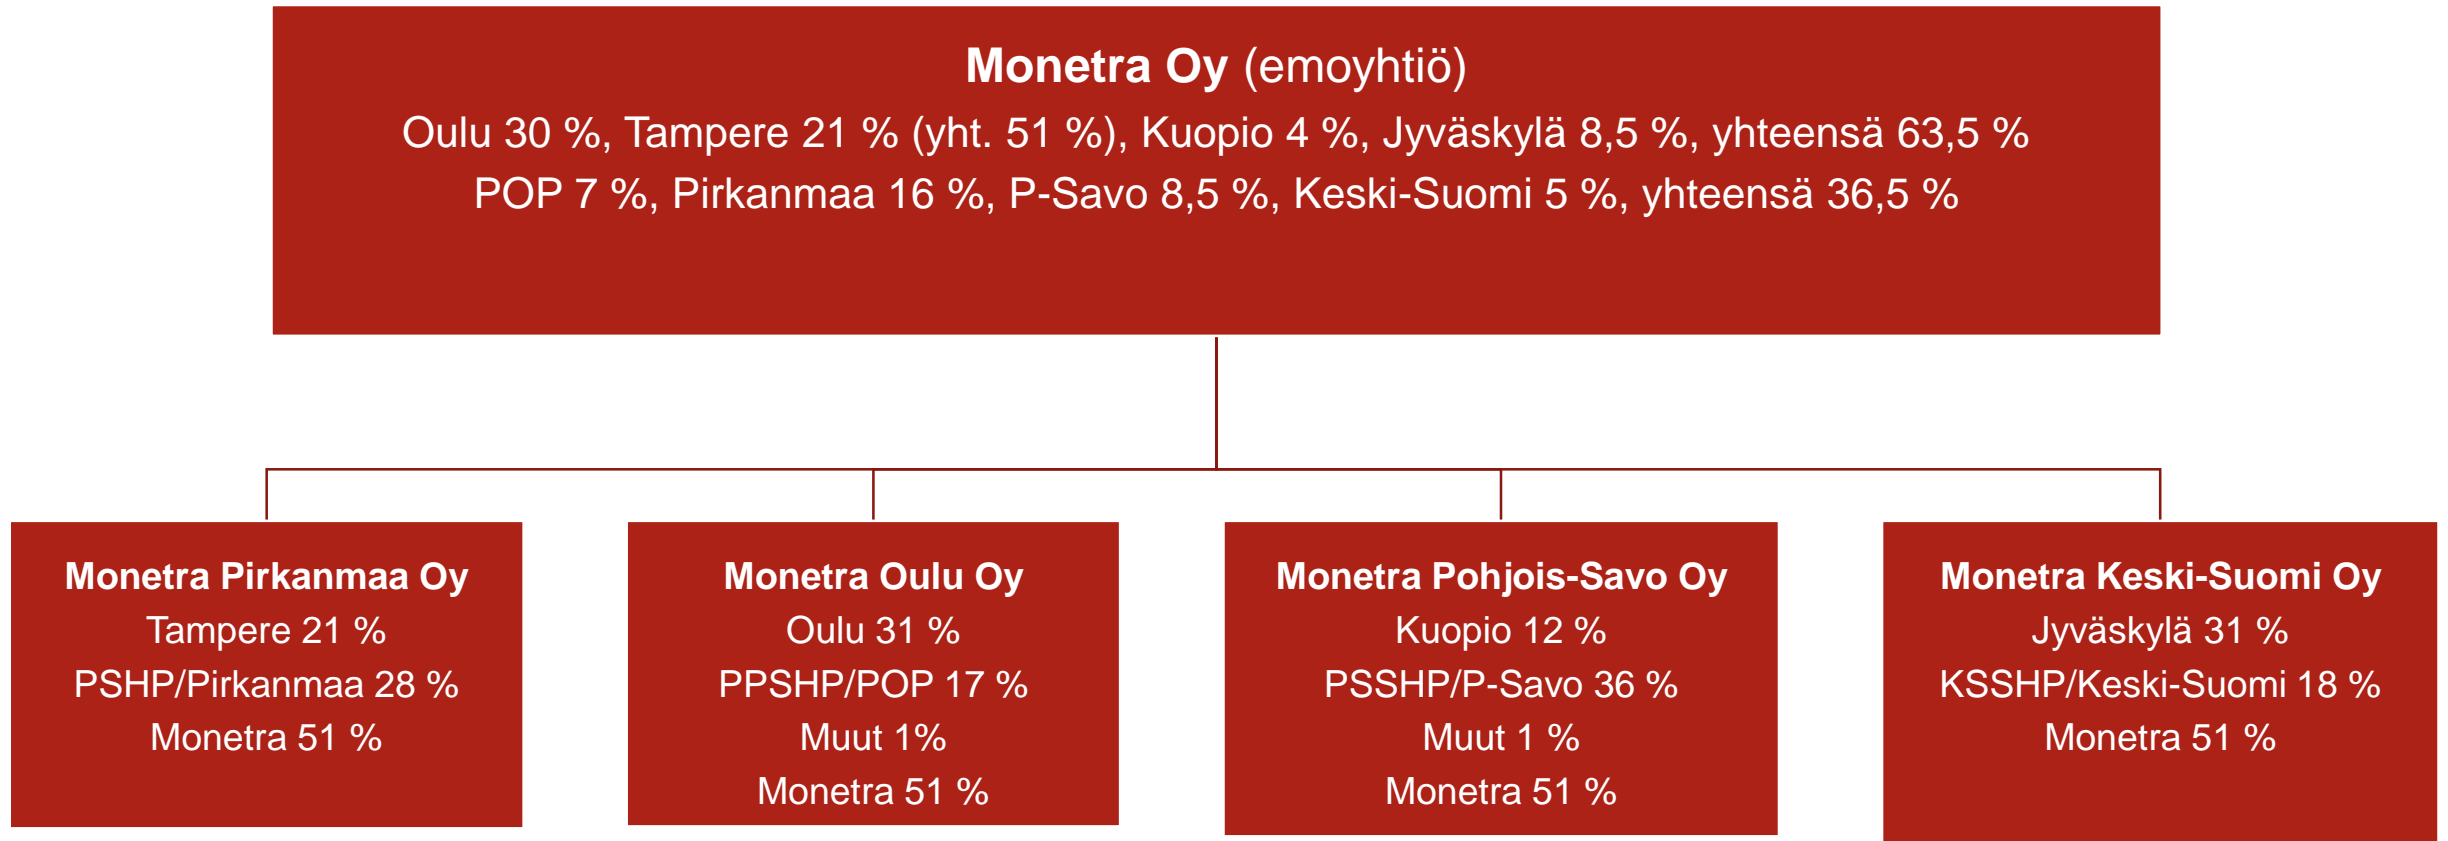 Monetra Oy (emoyhtiö)
Oulu 30 %, Tampere 21 % (yht. 51 %), Kuopio 4 %, Jyväskylä 8,5 %, yhteensä 63,5 %
POP 7 %, Pirkanmaa 16 %, P-Savo 8,5 %, Keski-Suomi 5 %, yhteensä 36,5 %
Monetra Pirkanmaa Oy
Tampere 21 %
PSHP/Pirkanmaa 28 %
Monetra 51 %
Monetra Oulu Oy
Oulu 31 %
PPSHP/POP 17 %
Muut 1%
Monetra 51 %
Monetra Pohjois-Savo Oy
Kuopio 12 %
PSSHP/P-Savo 36 %
Muut 1 %
Monetra 51 %
Monetra Keski-Suomi Oy
Jyväskylä 31 %
KSSHP/Keski-Suomi 18 %
Monetra 51 %